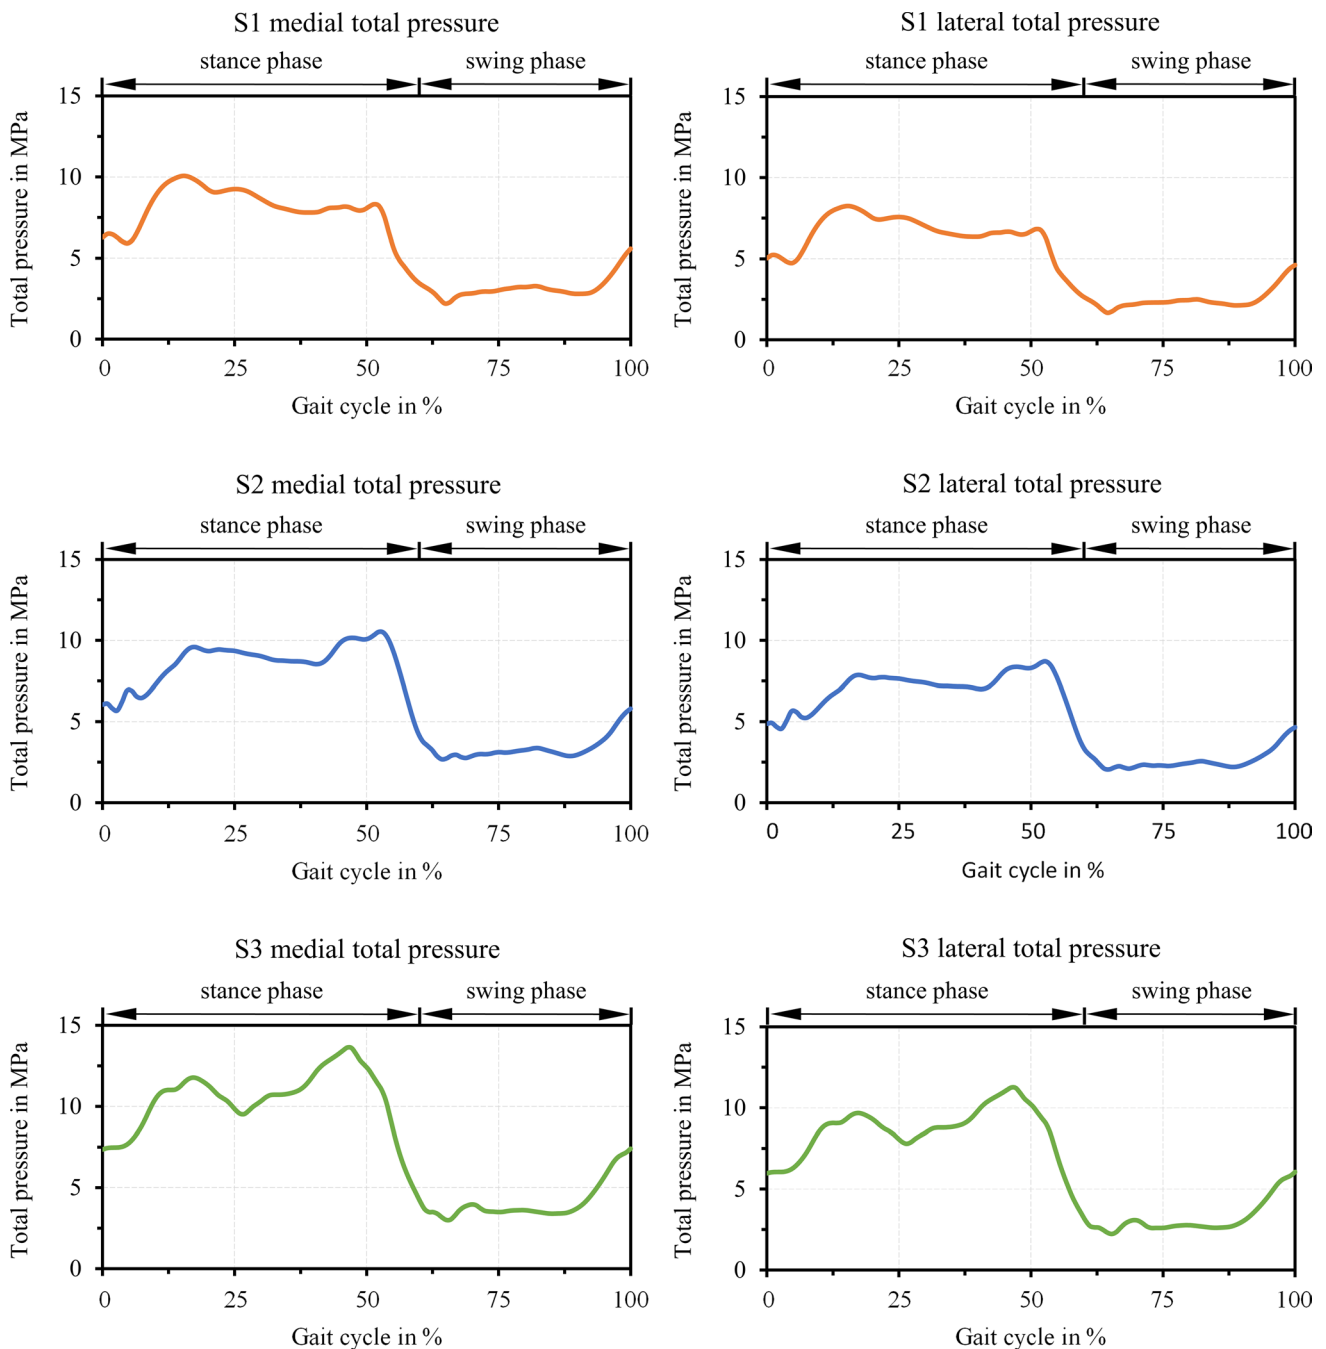 S1 medial total pressure
stance phase
swing phase
Total pressure in MPa
15
10
5
0
0 25 50 75 100
Gait cycle in %
S1 lateral total pressure
stance phase
swing phase
Total pressure in MPa
15
10
5
0
0 25 50 75 100
Gait cycle in %
S2 medial total pressure
stance phase
swing phase
Total pressure in MPa
15
10
5
0
0 25 50 75 100
Gait cycle in %
S2 lateral total pressure
stance phase
swing phase
Total pressure in MPa
15
10
5
0
0 25 50 75 100
Gait cycle in %
S3 medial total pressure
stance phase
swing phase
Total pressure in MPa
15
10
5
0
0 25 50 75 100
Gait cycle in %
S3 lateral total pressure
stance phase
swing phase
Total pressure in MPa
15
10
5
0
0 25 50 75 100
Gait cycle in %